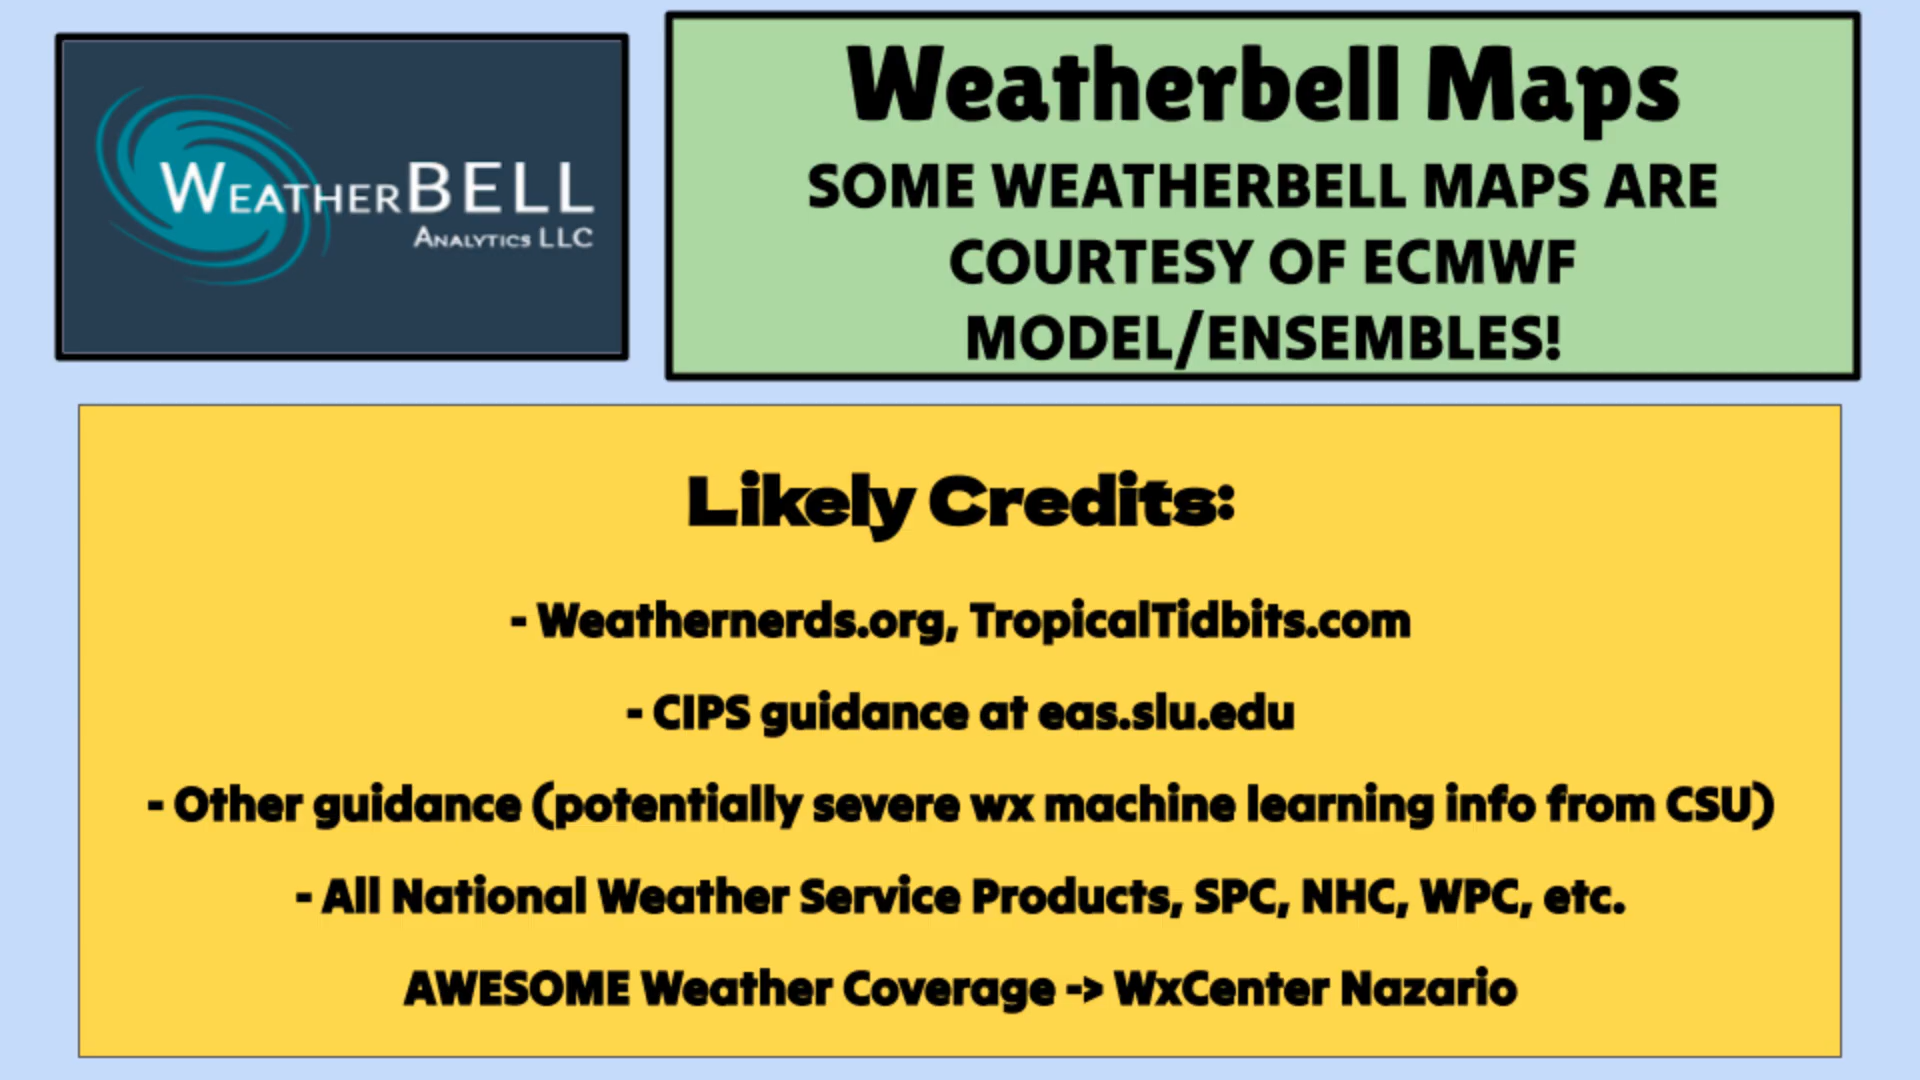 WEATHERBELL
ANALYTICS LLC
Weatherbell Maps
SOME WEATHERBELL MAPS ARE
COURTESY OF ECMWF
MODEL/ENSEMBLES!
Likely Credits:
- Weathernerds.org, TropicalTidbits.com
- CIPS guidance at eas.slu.edu
- Other guidance (potentially severe wx machine learning info from CSU)
- All National Weather Service Products, SPC, NHC, WPC, etc.
AWESOME Weather Coverage -> WxCenter Nazario